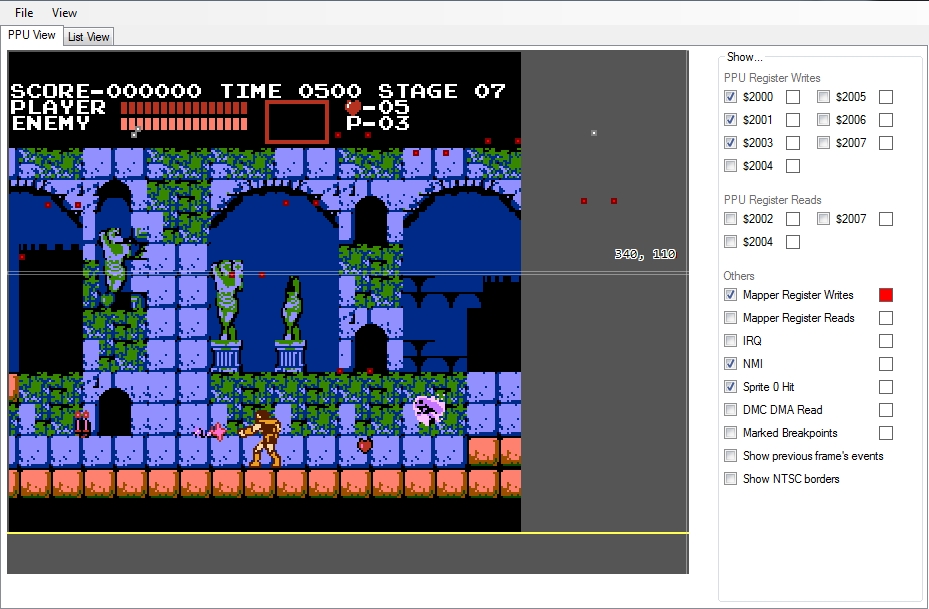 File View
PPU View List View
SCORE-000000 TIME 0500 STAGE 07
PLAYER -05
ENEMY P-03
340, 110
Show...
PPU Register Writes
$2000 $2005
$2001 $2006
$2003 $2007
$2004
PPU Register Reads
$2002 $2007
$2004
Others
Mapper Register Writes
Mapper Register Reads
IRQ
NMI
Sprite 0 Hit
DMC DMA Read
Marked Breakpoints
Show previous frame's events
Show NTSC borders